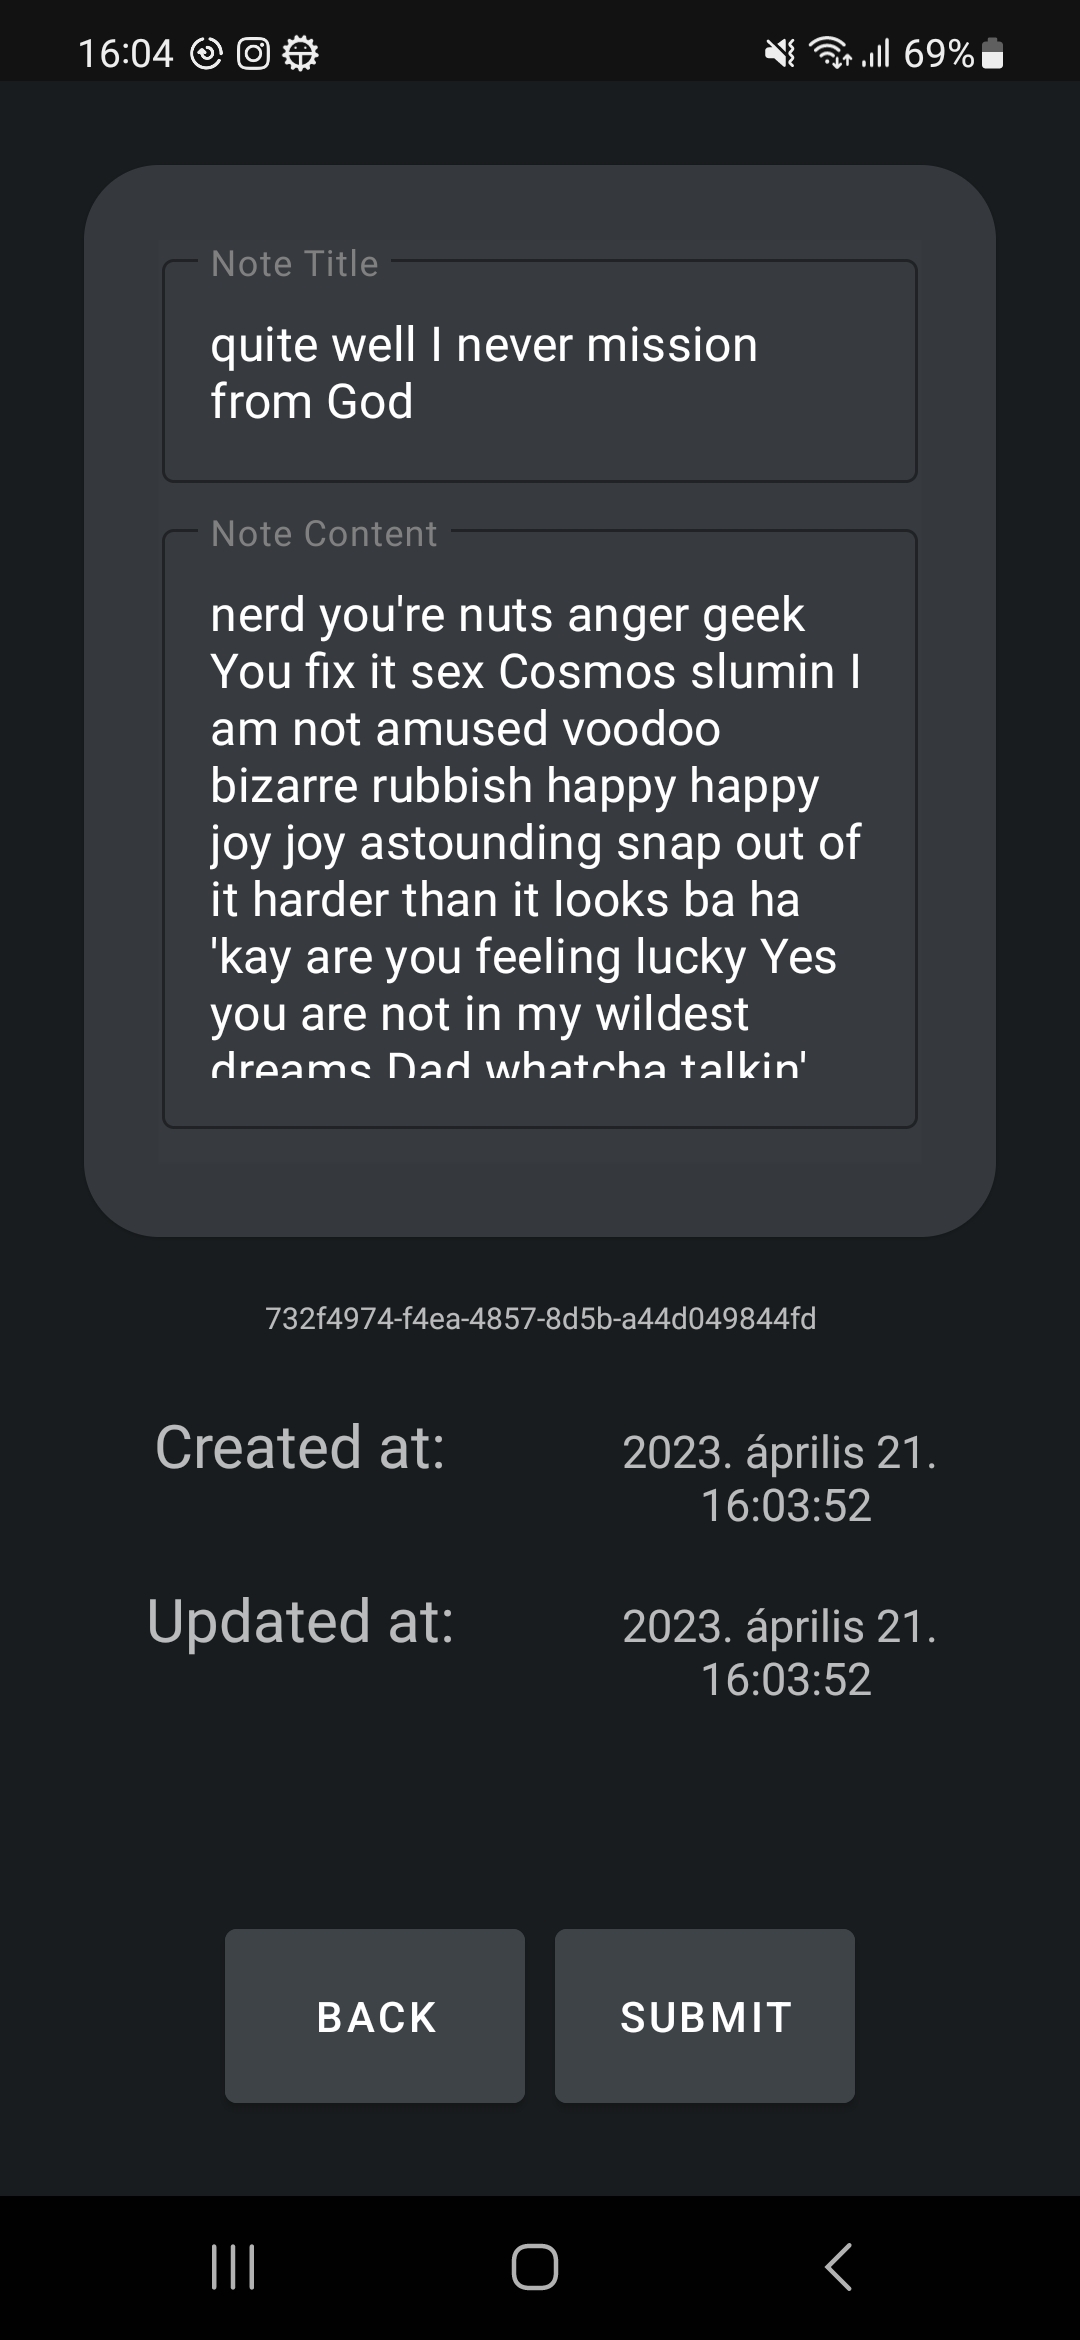 16:04
69%
Note Title
quite well I never mission
from God
Note Content
nerd you're nuts anger geek
You fix it sex Cosmos slumin I
am not amused voodoo
bizarre rubbish happy happy
joy joy astounding snap out of
it harder than it looks ba ha
'kay are you feeling lucky Yes
you are not in my wildest
dreams Dad whatcha talkin'
732f4974-f4ea-4857-8d5b-a44d049844fd
Created at:
2023. április 21.
16:03:52
Updated at:
2023. április 21.
16:03:52
BACK
SUBMIT